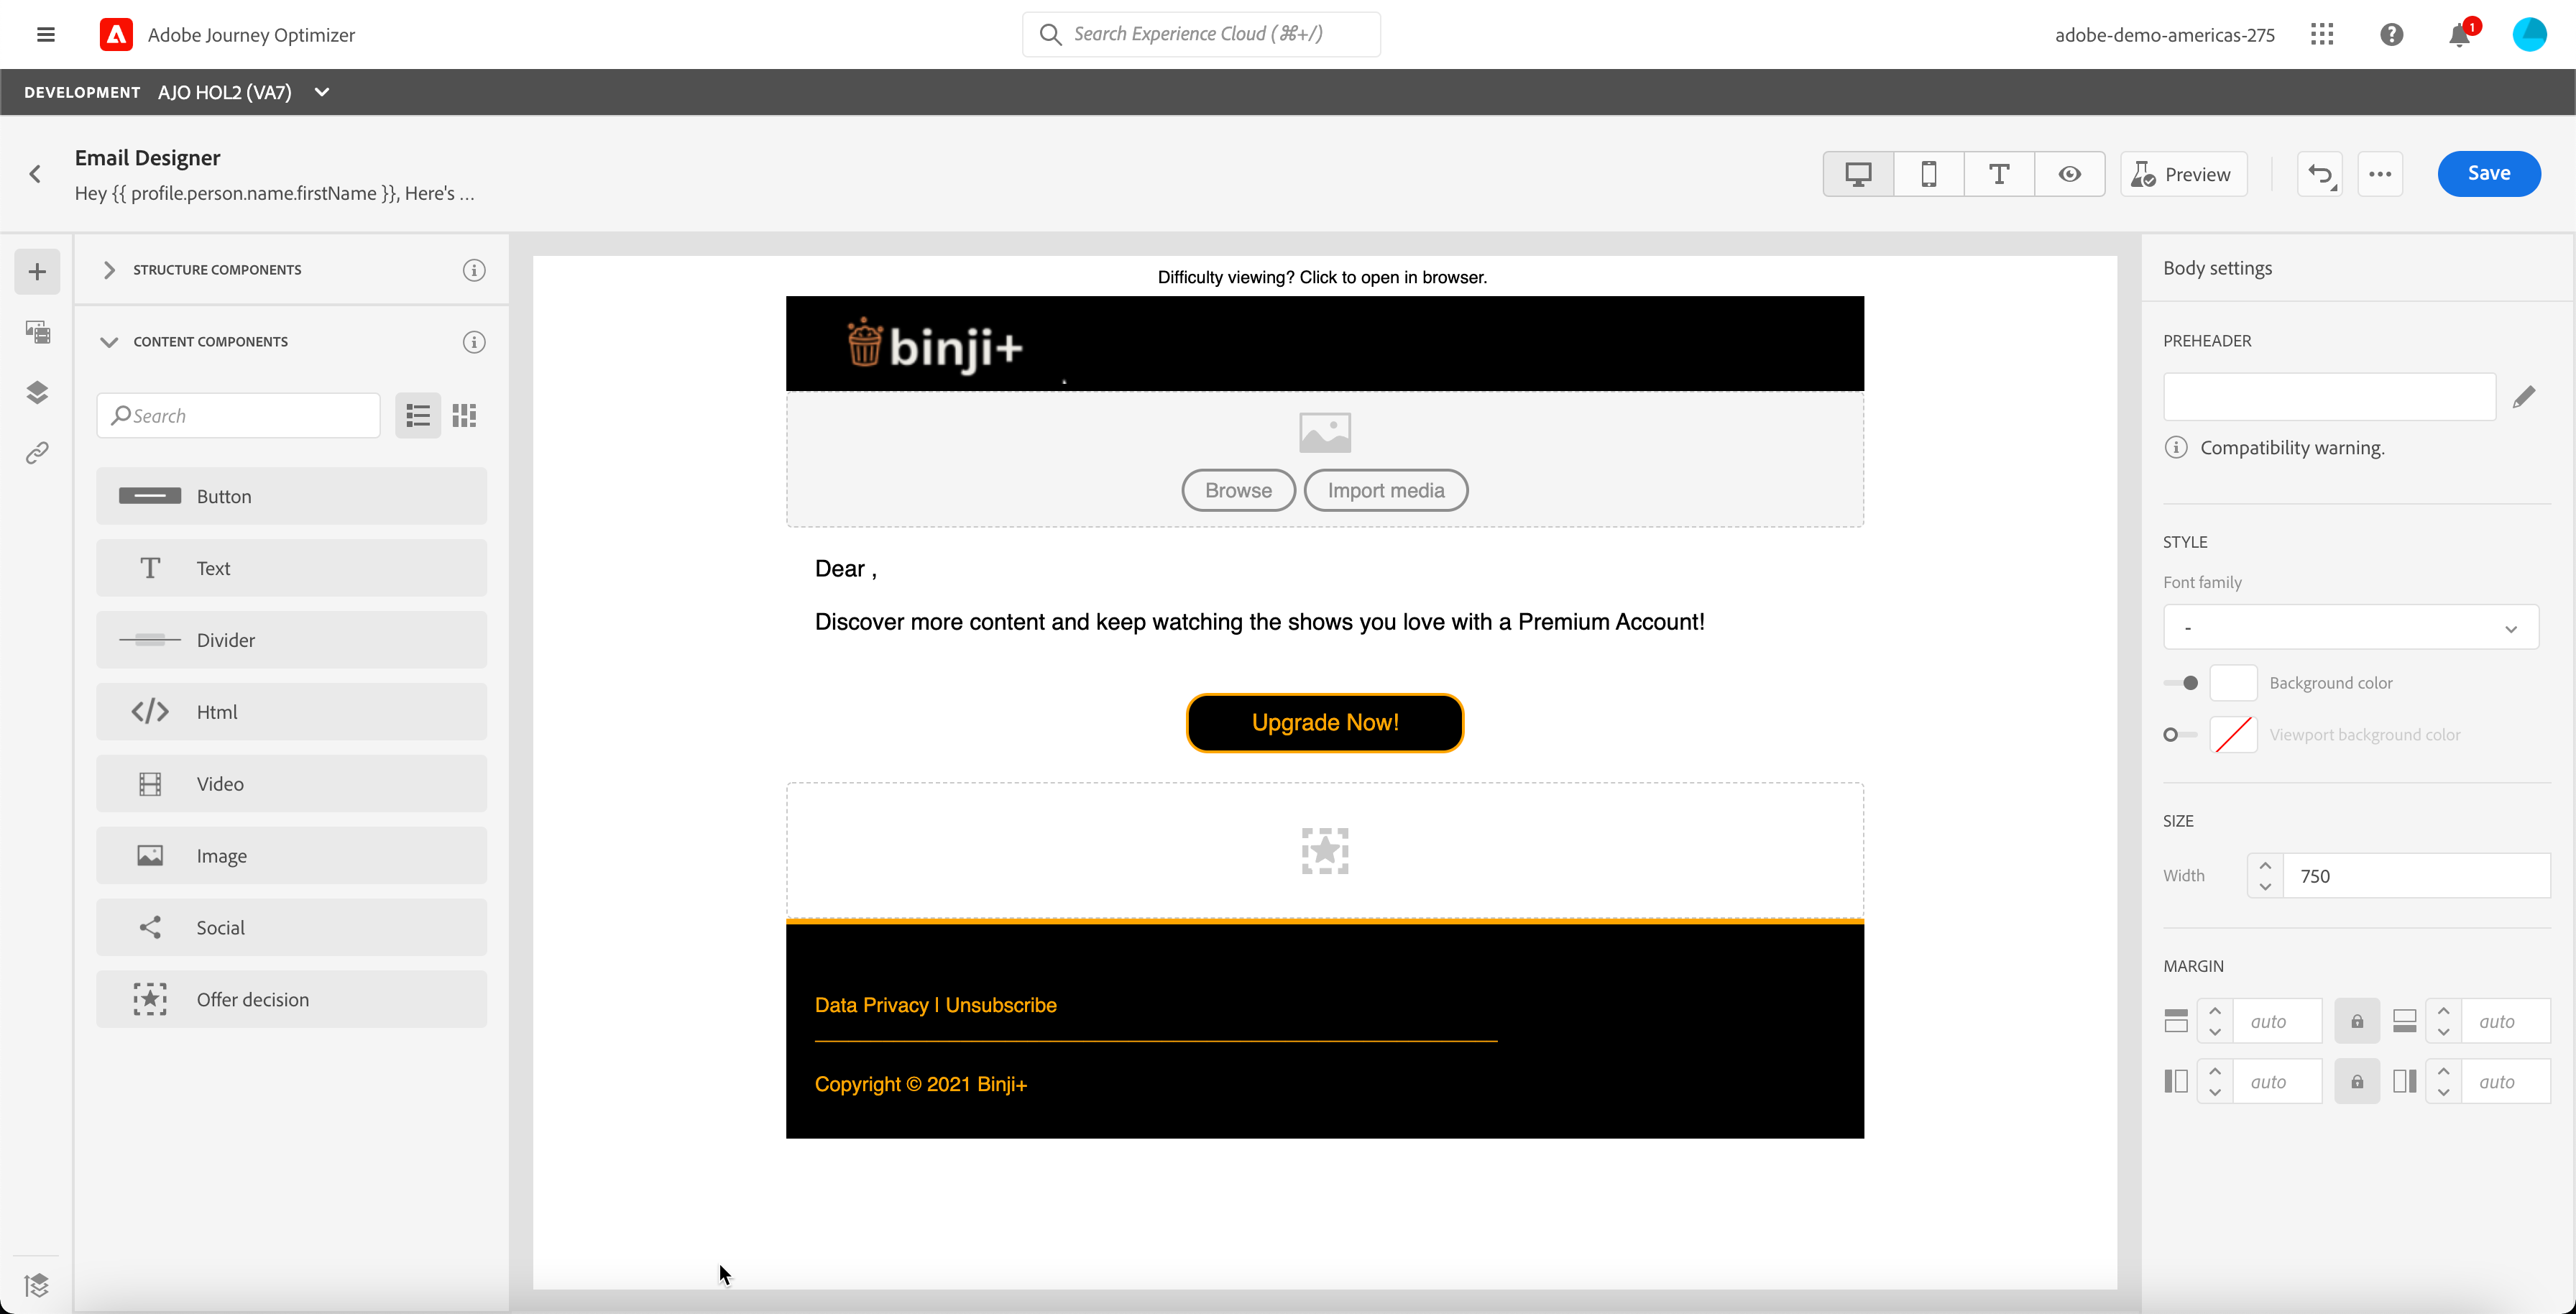 Adobe Journey Optimizer
Search Experience Cloud (⌘+/)
adobe-demo-americas-275
1
DEVELOPMENT AJO HOL2 (VA7)
Email Designer
Hey {{ profile.person.name.firstName }}, Here's ...
Preview
Save
STRUCTURE COMPONENTS
CONTENT COMPONENTS
Search
Button
Text
Divider
Html
Video
Image
Social
Offer decision
Difficulty viewing? Click to open in browser.
binji+
Browse
Import media
Dear ,
Discover more content and keep watching the shows you love with a Premium Account!
Upgrade Now!
Data Privacy | Unsubscribe
Copyright © 2021 Binji+
Body settings
PREHEADER
Compatibility warning.
STYLE
Font family
-
Background color
Viewport background color
SIZE
Width 750
MARGIN
auto auto
auto auto